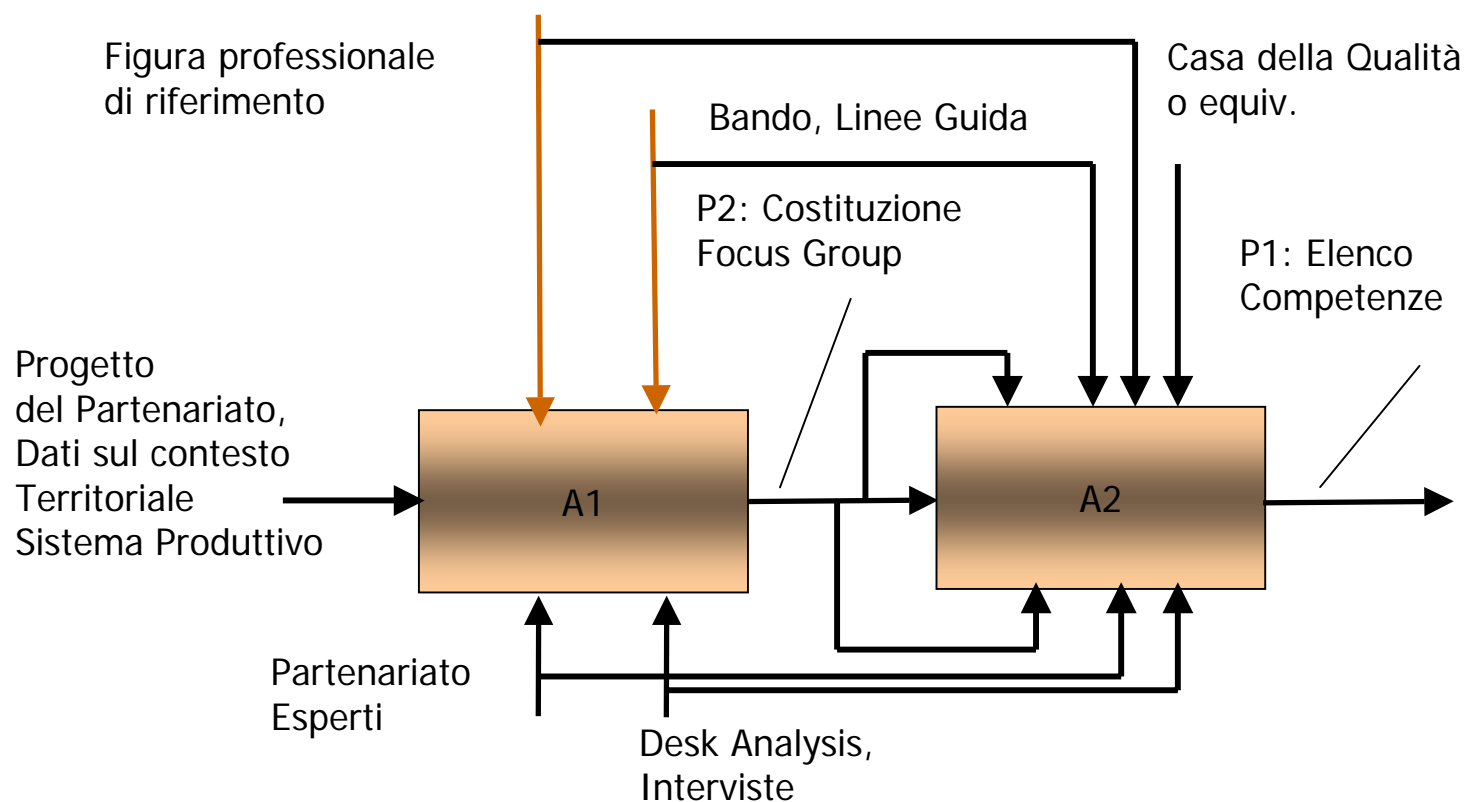 Figura professionale
di riferimento
Casa della Qualità
o equiv.
Bando, Linee Guida
P2: Costituzione
Focus Group
P1: Elenco
Competenze
Progetto
del Partenariato,
Dati sul contesto
Territoriale
Sistema Produttivo
A1
A2
Partenariato
Esperti
Desk Analysis,
Interviste